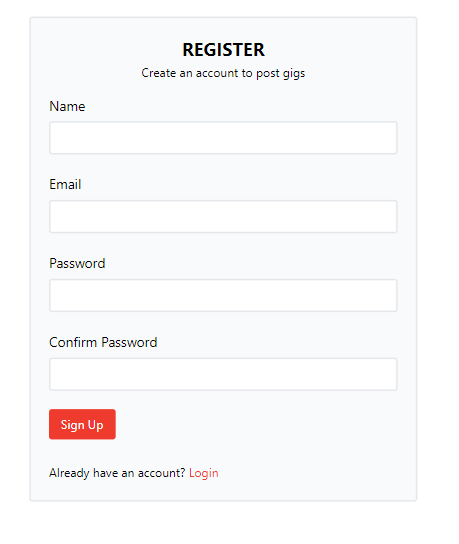 REGISTER
Create an account to post gigs
Name
Email
Password
Confirm Password
Sign Up
Already have an account? Login